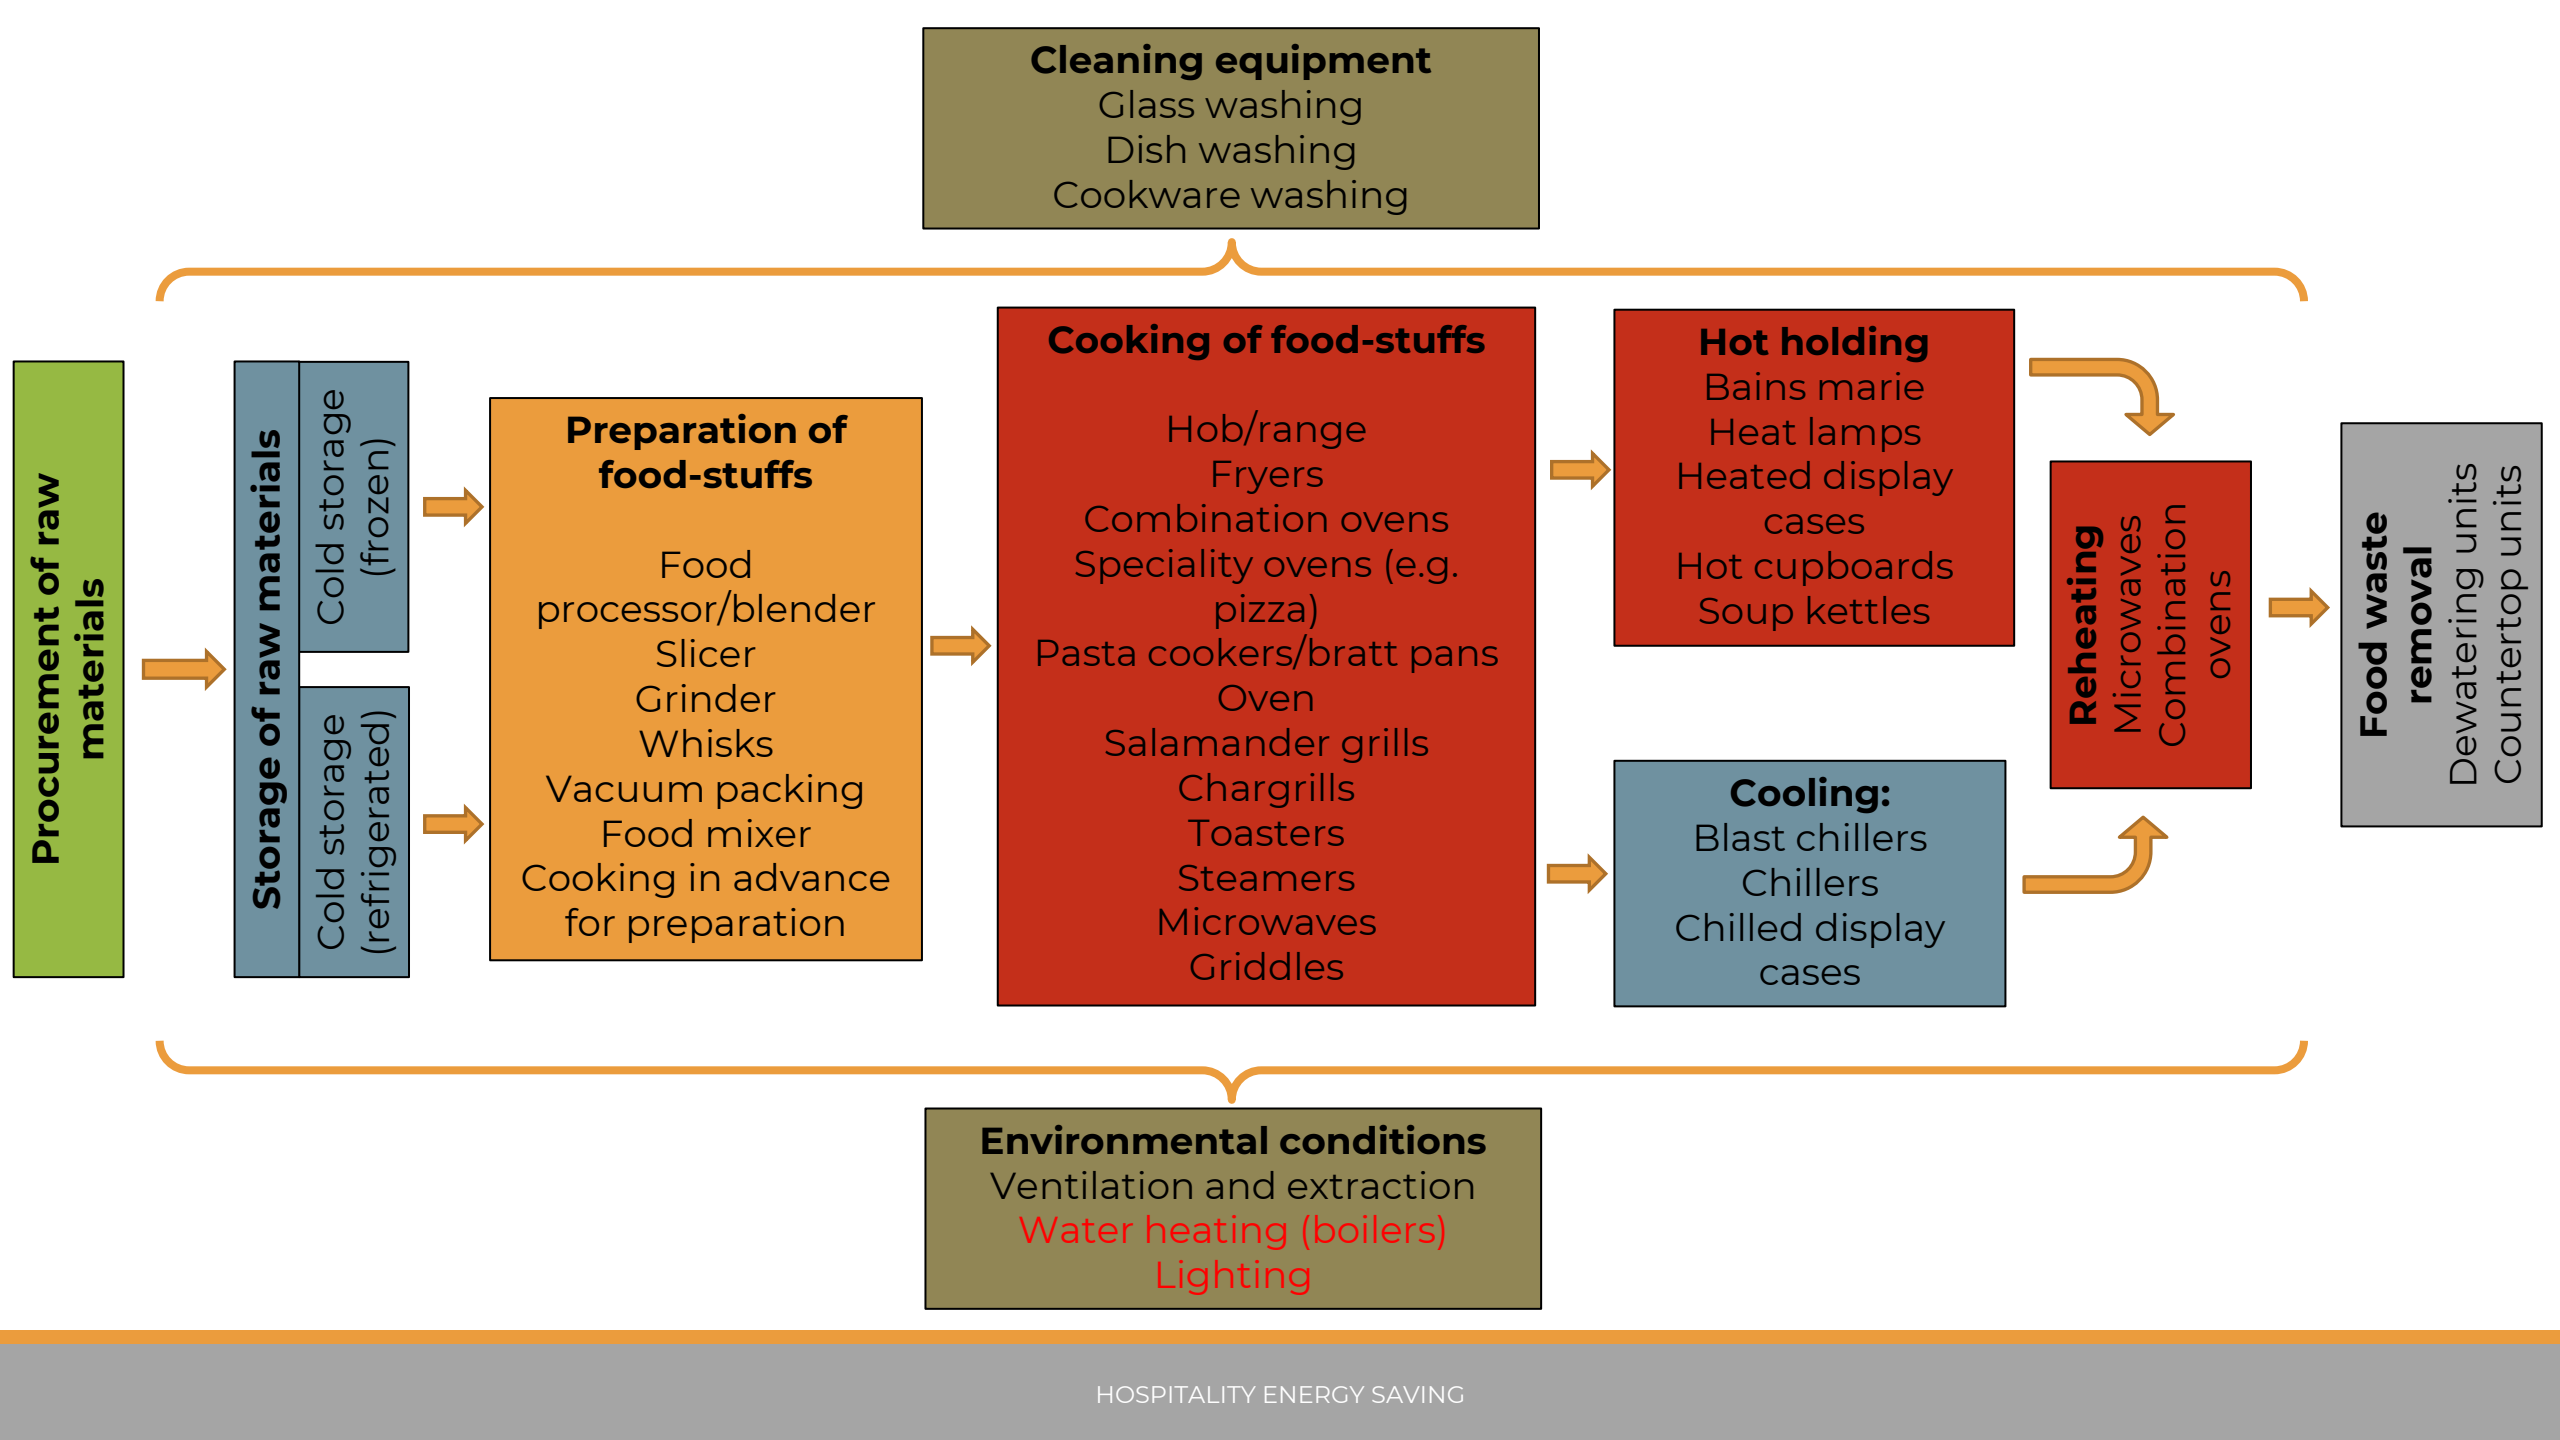 Cleaning equipment
Glass washing
Dish washing
Cookware washing
Procurement of raw
materials
Storage of raw materials
Cold storage
(frozen)
Cold storage
(refrigerated)
Preparation of
food-stuffs
Food
processor/blender
Slicer
Grinder
Whisks
Vacuum packing
Food mixer
Cooking in advance
for preparation
Cooking of food-stuffs
Hob/range
Fryers
Combination ovens
Speciality ovens (e.g.
pizza)
Pasta cookers/bratt pans
Oven
Salamander grills
Chargrills
Toasters
Steamers
Microwaves
Griddles
Hot holding
Bains marie
Heat lamps
Heated display
cases
Hot cupboards
Soup kettles
Cooling:
Blast chillers
Chillers
Chilled display
cases
Reheating
Microwaves
Combination
ovens
Food waste
removal
Dewatering units
Countertop units
Environmental conditions
Ventilation and extraction
Water heating (boilers)
Lighting
HOSPITALITY ENERGY SAVING